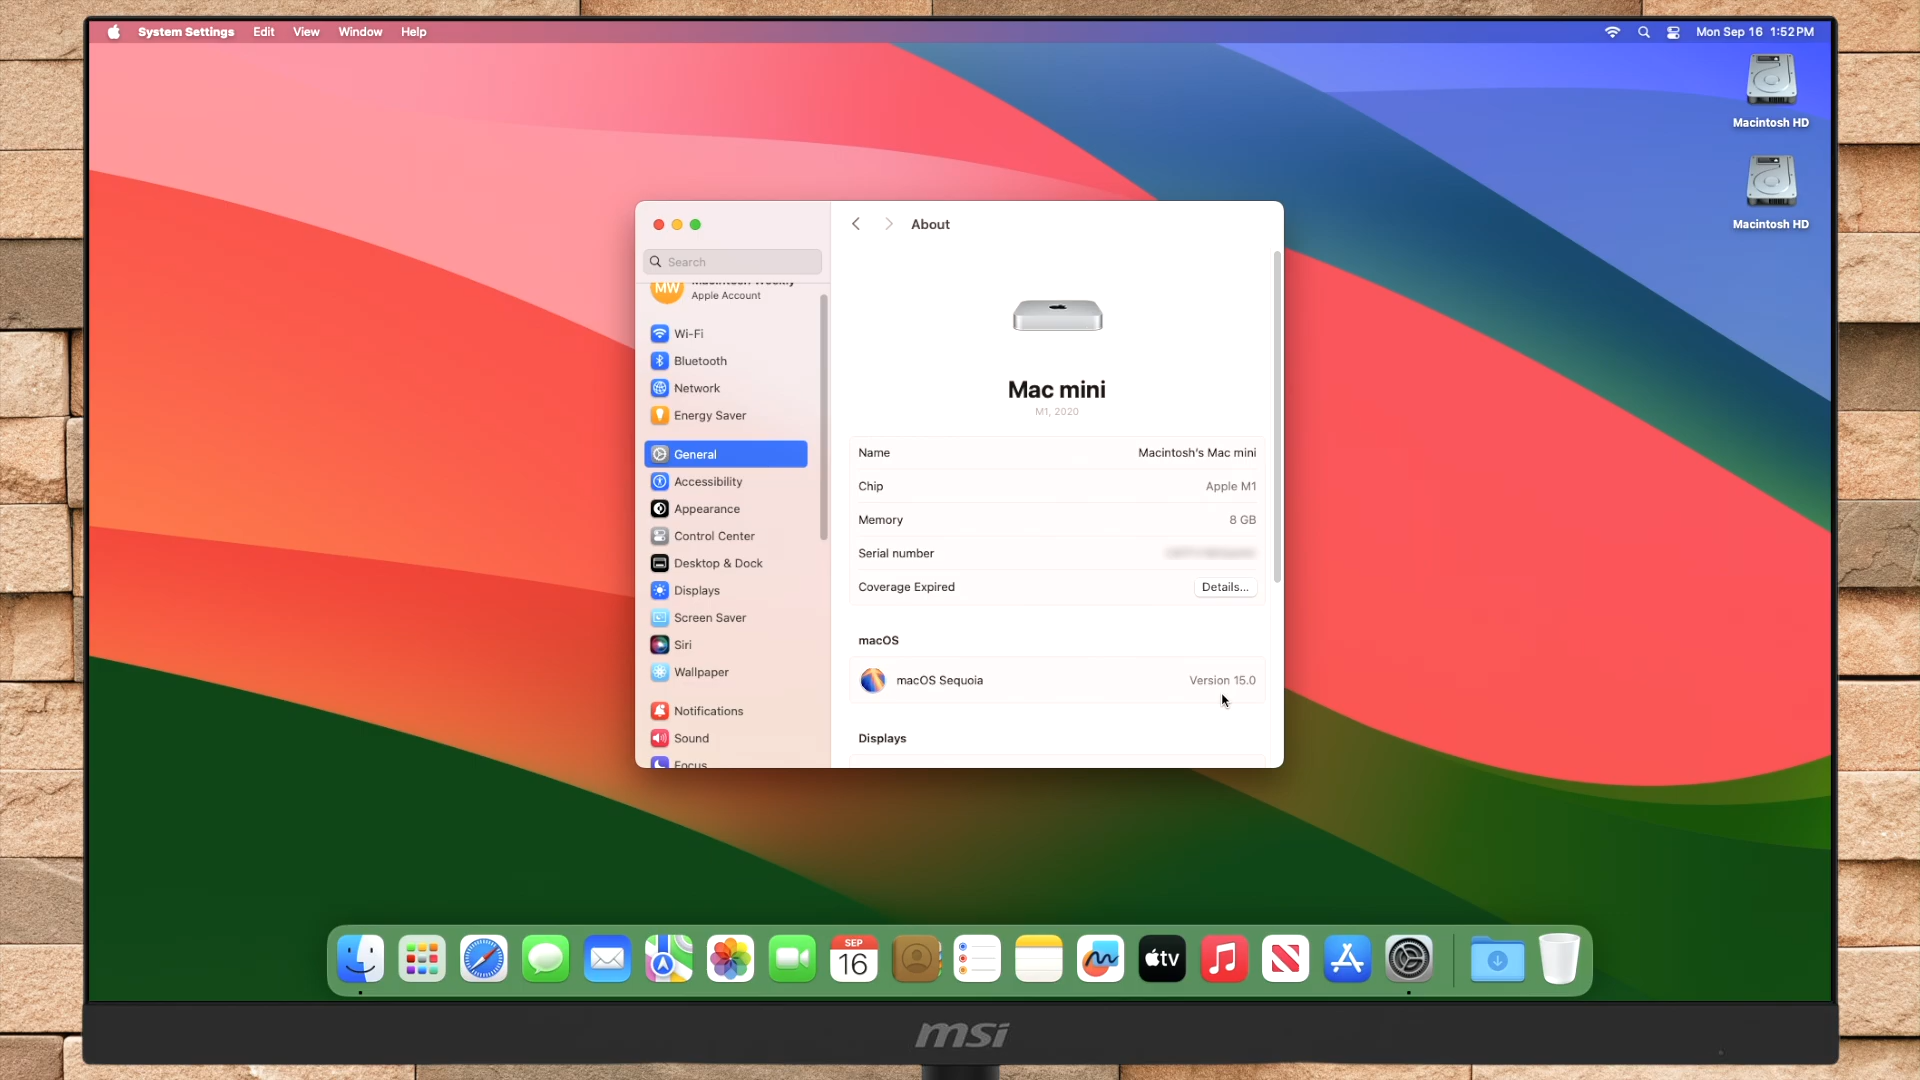 System Settings Edit View Window Help
Mon Sep 16 1:52 PM
Macintosh HD
Macintosh HD
About
Search
MW
Apple Account
Wi-Fi
Bluetooth
Network
Energy Saver
General
Accessibility
Appearance
Control Center
Desktop & Dock
Displays
Screen Saver
Siri
Wallpaper
Notifications
Sound
Focus
Mac mini
M1, 2020
Name Macintosh's Mac mini
Chip Apple M1
Memory 8 GB
Serial number
Coverage Expired Details...
macOS
macOS Sequoia Version 15.0
Displays
SEP
16
tv
msi